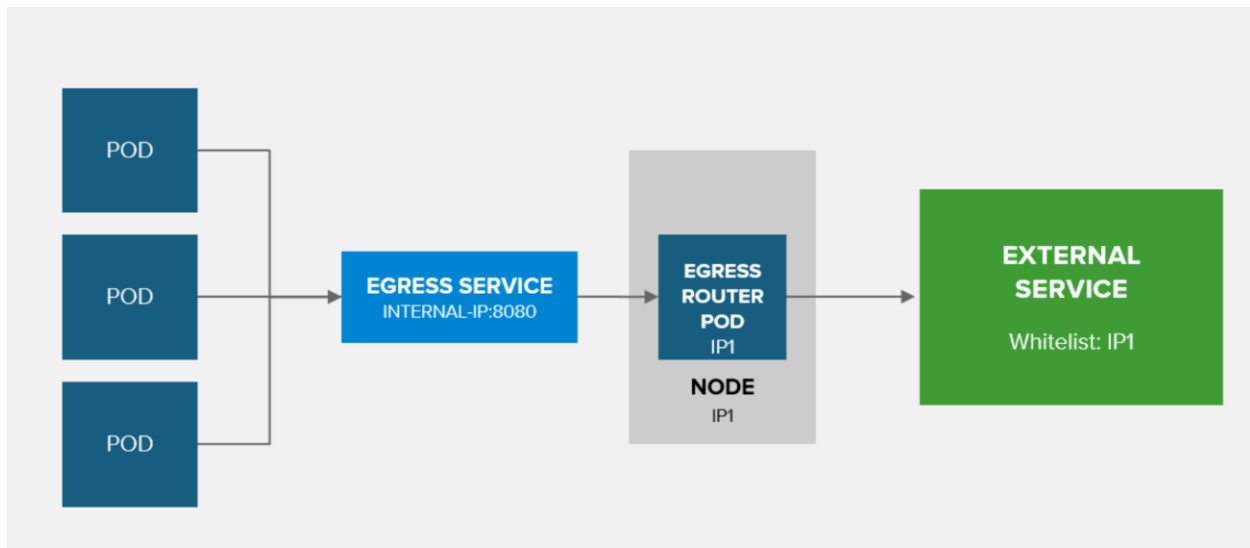 POD
POD
POD
EGRESS SERVICE
INTERNAL-IP:8080
EGRESS
ROUTER
POD
IP1
NODE
IP1
EXTERNAL
SERVICE
Whitelist: IP1